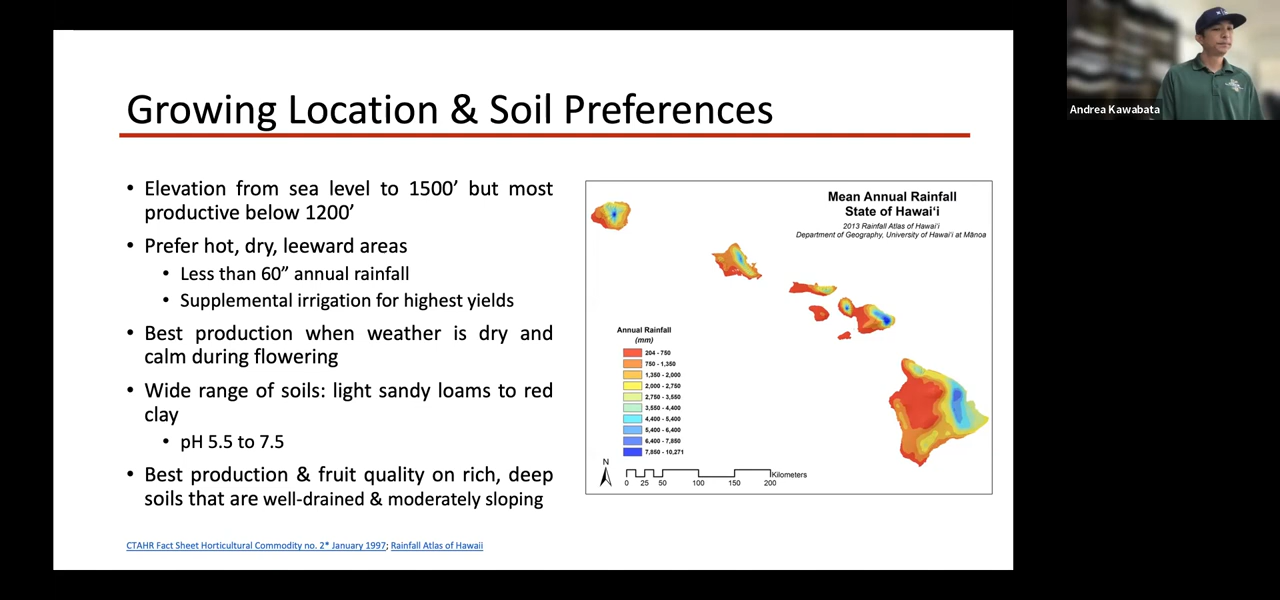 Growing Location & Soil Preferences
• Elevation from sea level to 1500’ but most
productive below 1200’
• Prefer hot, dry, leeward areas
• Less than 60” annual rainfall
• Supplemental irrigation for highest yields
• Best production when weather is dry and
calm during flowering
• Wide range of soils: light sandy loams to red
clay
• pH 5.5 to 7.5
• Best production & fruit quality on rich, deep
soils that are well-drained & moderately sloping
CTAHR Fact Sheet Horticultural Commodity no. 2* January 1997; Rainfall Atlas of Hawaii
Mean Annual Rainfall
State of Hawai‘i
2013 Rainfall Atlas of Hawai‘i
Department of Geography, University of Hawai‘i at Mānoa
Annual Rainfall
(mm)
204 - 750
750 - 1,350
1,350 - 2,000
2,000 - 2,750
2,750 - 3,550
3,550 - 4,400
4,400 - 5,400
5,400 - 6,400
6,400 - 7,850
7,850 - 10,271
N
Kilometers
0 25 50 100 150 200
Andrea Kawabata